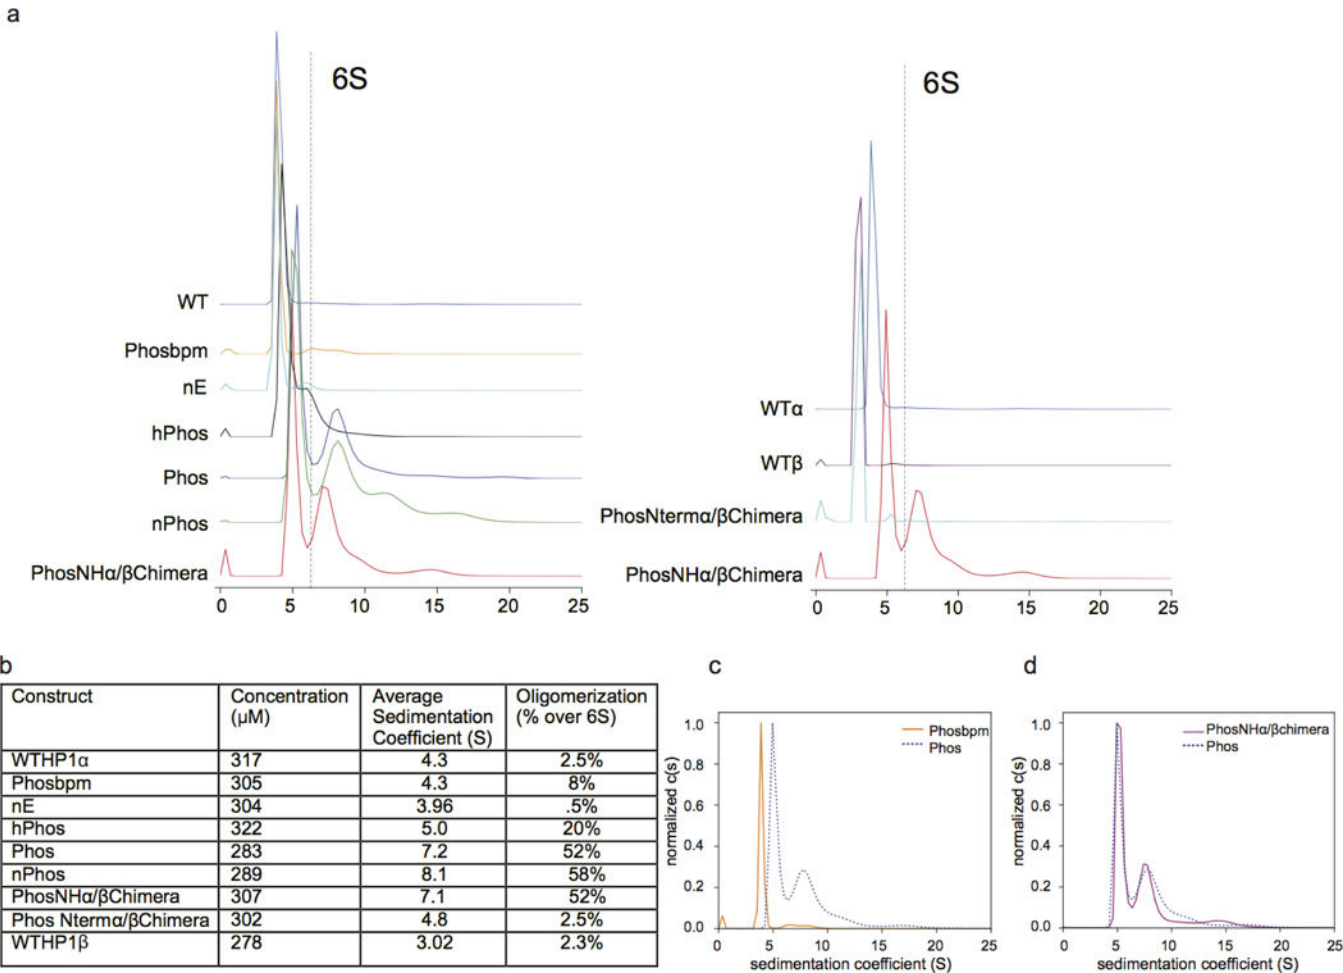 a
6S
WT
Phosbpm
nE
hPhos
Phos
nPhos
PhosNHα/βChimera
0 5 10 15 20 25
6S
WTα
WTβ
PhosNtermα/βChimera
PhosNHα/βChimera
0 5 10 15 20 25
b
Construct Concentration (µM) Average Sedimentation Coefficient (S) Oligomerization (% over 6S)
WTHP1α 317 4.3 2.5%
Phosbpm 305 4.3 8%
nE 304 3.96 .5%
hPhos 322 5.0 20%
Phos 283 7.2 52%
nPhos 289 8.1 58%
PhosNHα/βChimera 307 7.1 52%
Phos Ntermα/βChimera 302 4.8 2.5%
WTHP1β 278 3.02 2.3%
c
Phosbpm
Phos
normalized c(s)
1.0
0.8
0.6
0.4
0.2
0.0
0 5 10 15 20 25
sedimentation coefficient (S)
d
PhosNHα/βchimera
Phos
normalized c(s)
1.0
0.8
0.6
0.4
0.2
0.0
0 5 10 15 20 25
sedimentation coefficient (S)